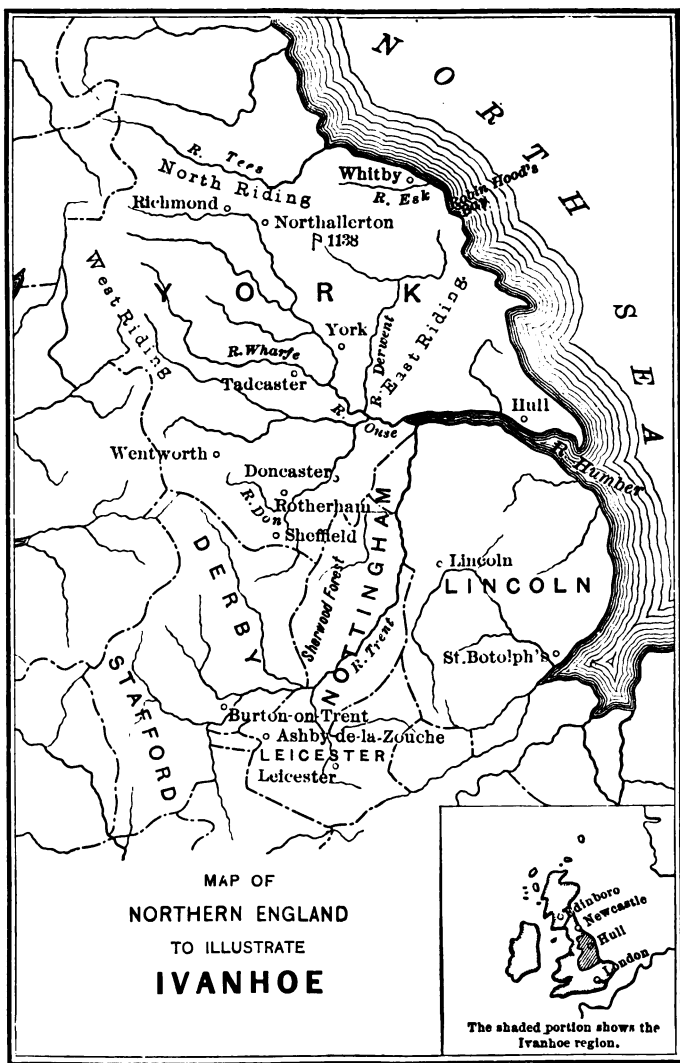 NORTH SEA
R. Tees
North Riding
Whitby
R. Esk
Robin Hood's
Bay
Richmond
Northallerton
1138
West Riding
YORK
York
R. Derwent
East Riding
R. Wharfe
Tadcaster
R. Ouse
Hull
R. Humber
Wentworth
Doncaster
R. Don
Rotherham
Sheffield
DERBY
Sherwood Forest
NOTTINGHAM
R. Trent
Lincoln
LINCOLN
St. Botolph's
STAFFORD
Burton-on-Trent
Ashby-de-la-Zouche
LEICESTER
Leicester
MAP OF
NORTHERN ENGLAND
TO ILLUSTRATE
IVANHOE
Edinboro
Newcastle
Hull
London
The shaded portion shows the
Ivanhoe region.